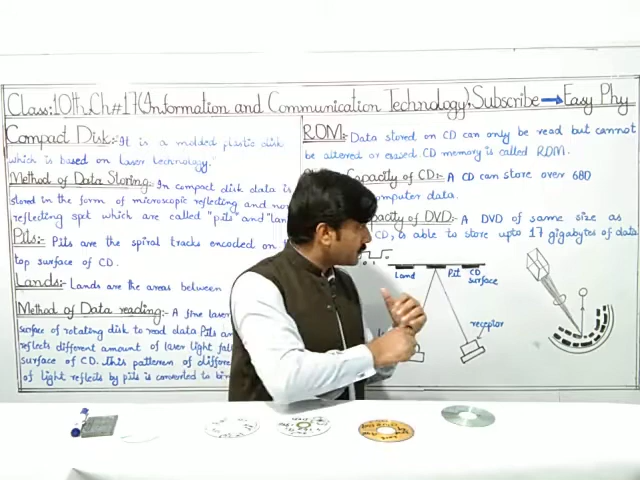 Class:10th,Ch#17(Information and Communication Technology),Subscribe → Easy Phy
Compact Disk:- It is a molded plastic disk
which is based on Laser technology."
Method of Data Storing:- In compact disk data is
stored in the form of microscopic reflecting and non
reflecting spot which are called "pits" and "lan
Pits:- Pits are the spiral tracks encoded on
top surface of CD.
Lands:- Lands are the areas between
Method of Data reading:- A fine laser
surface of rotating disk to read data. Pits an
reflects different amount of laser light fall
surface of CD. This pattern of differe
of light reflects by pits is converted to bin
ROM:- Data stored on CD can only be read but cannot
be altered or erased CD memory is called ROM.
Capacity of CD:- A CD can store over 680
computer data.
apacity of DVD:- A DVD of same size as
CD, is able to store upto 17 gigabytes of data.
Land Pit CD
surface
receptor